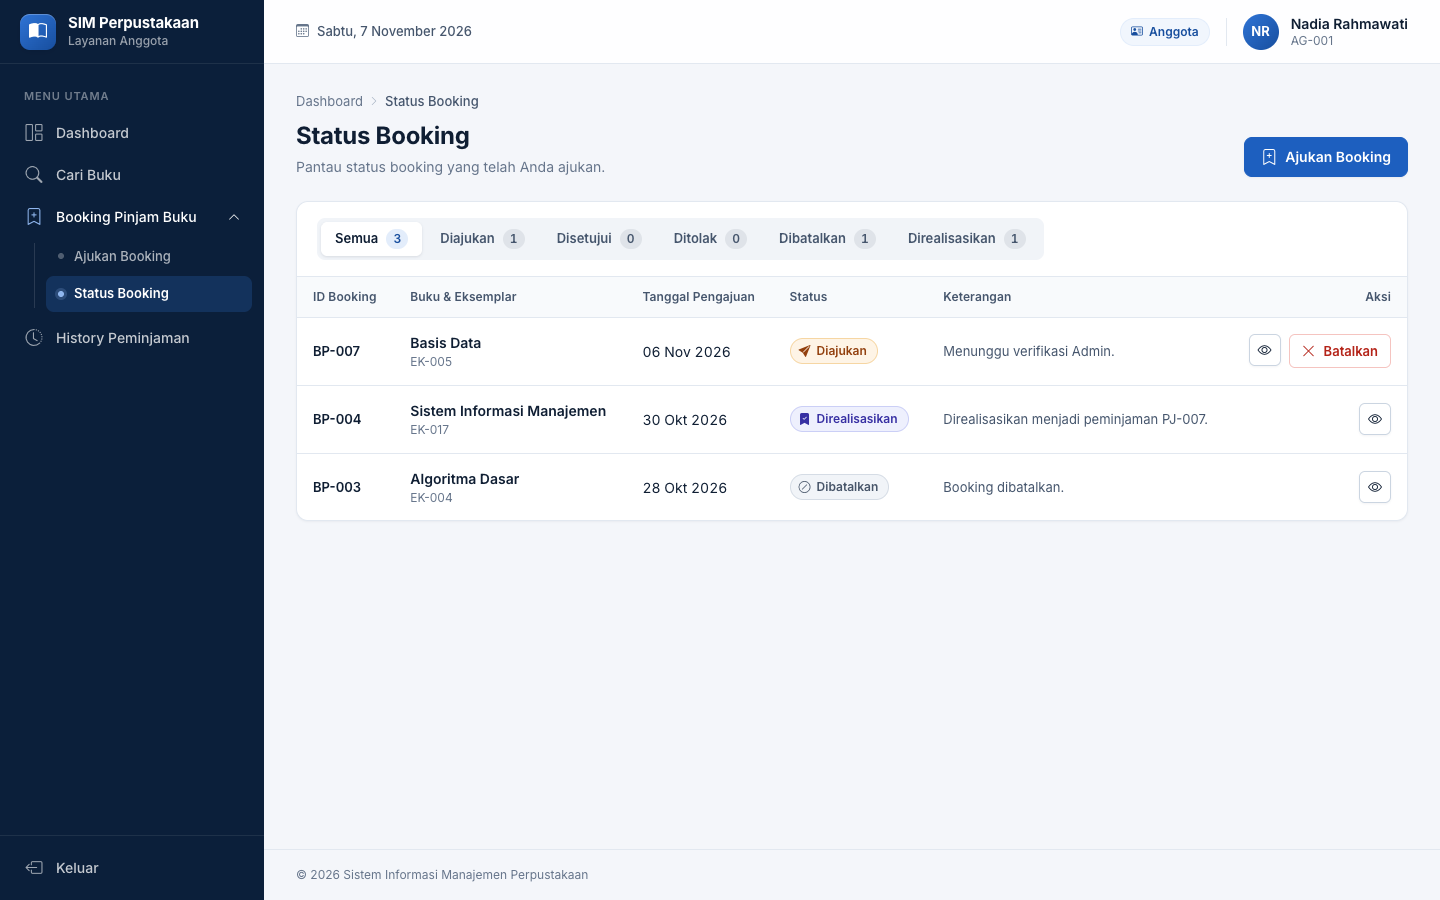 SIM Perpustakaan
Layanan Anggota
MENU UTAMA
Dashboard
Cari Buku
Booking Pinjam Buku
Ajukan Booking
Status Booking
History Peminjaman
Keluar
Sabtu, 7 November 2026
Anggota
NR
Nadia Rahmawati
AG-001
Dashboard
Status Booking
Status Booking
Pantau status booking yang telah Anda ajukan.
Ajukan Booking
Semua 3 Diajukan 1 Disetujui 0 Ditolak 0 Dibatalkan 1 Direalisasikan 1
ID Booking Buku & Eksemplar Tanggal Pengajuan Status Keterangan Aksi
BP-007 Basis Data 06 Nov 2026 Diajukan Menunggu verifikasi Admin. Batalkan
EK-005
BP-004 Sistem Informasi Manajemen 30 Okt 2026 Direalisasikan Direalisasikan menjadi peminjaman PJ-007.
EK-017
BP-003 Algoritma Dasar 28 Okt 2026 Dibatalkan Booking dibatalkan.
EK-004
© 2026 Sistem Informasi Manajemen Perpustakaan